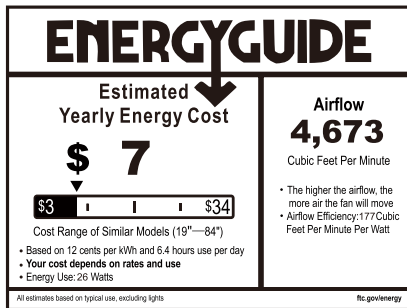 ENERGYGUIDE
Estimated
Yearly Energy Cost
$ 7
$3 $34
Cost Range of Similar Models (19"—84")
• Based on 12 cents per kWh and 6.4 hours use per day
• Your cost depends on rates and use
• Energy Use: 26 Watts
Airflow
4,673
Cubic Feet Per Minute
• The higher the airflow, the
more air the fan will move
• Airflow Efficiency:177Cubic
Feet Per Minute Per Watt
All estimates based on typical use, excluding lights
ftc.gov/energy